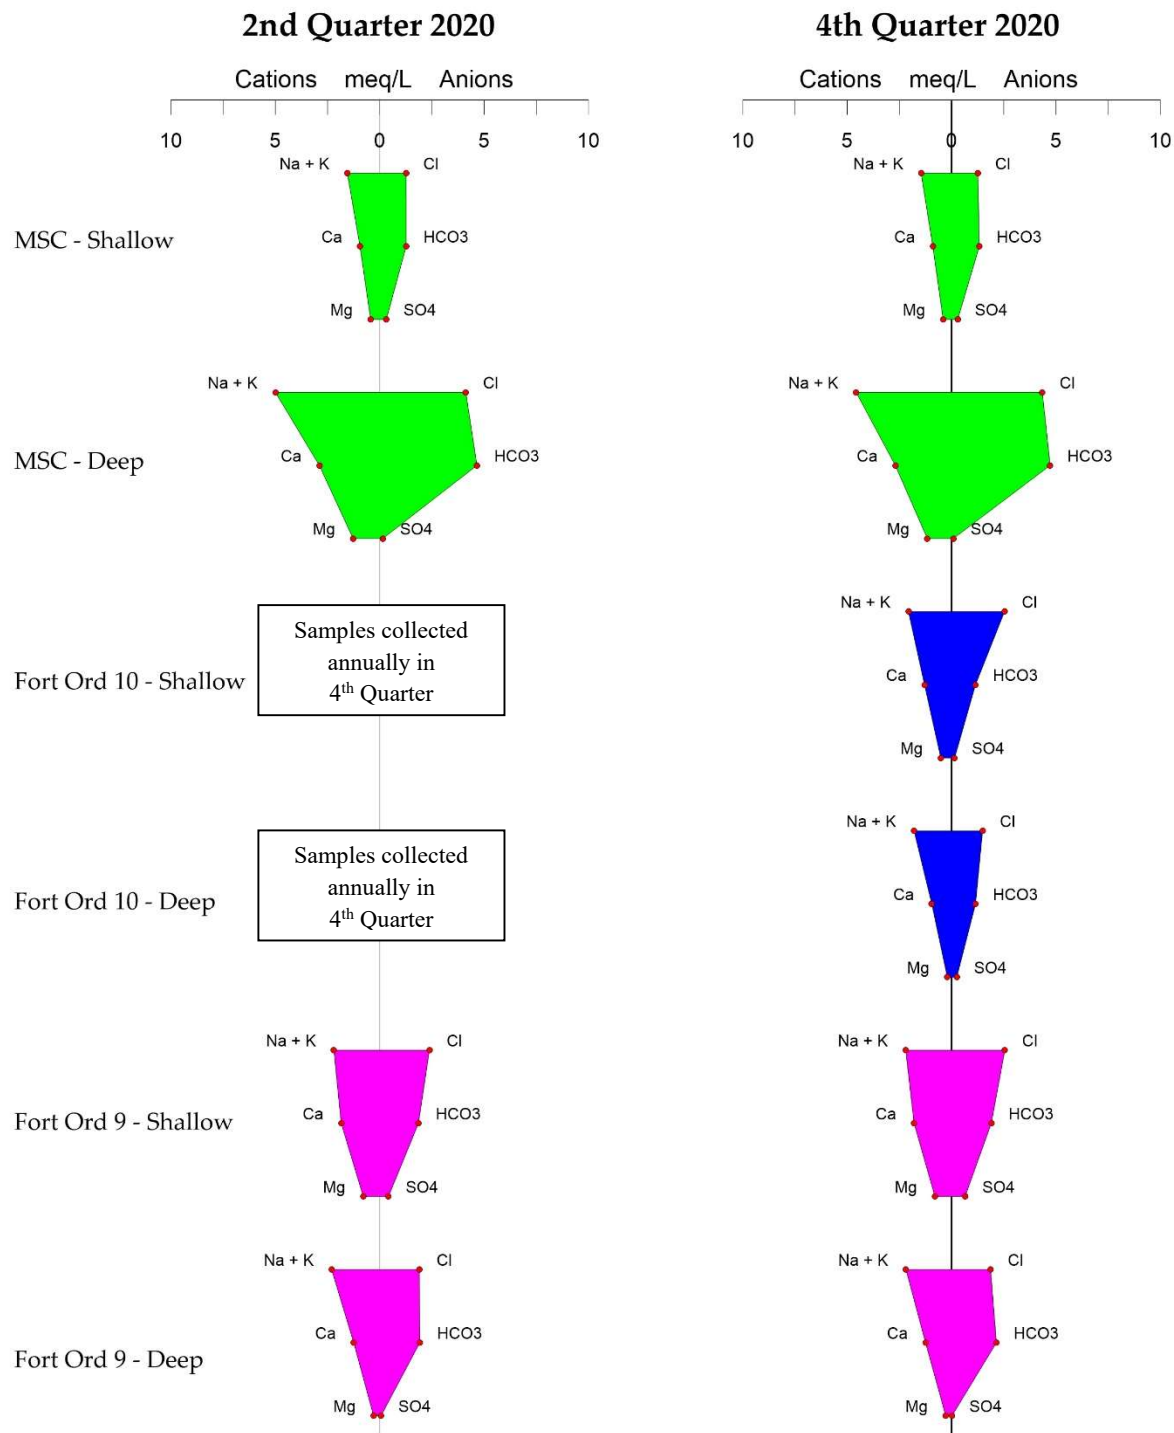 2nd Quarter 2020 4th Quarter 2020
Cations meq/L Anions Cations meq/L Anions
10 5 0 5 10 10 5 0 5 10
Na + K Cl Na + K Cl
MSC - Shallow Ca HCO3 Ca HCO3
Mg SO4 Mg SO4
Na + K Cl Na + K Cl
MSC - Deep Ca HCO3 Ca HCO3
Mg SO4 Mg SO4
Na + K Cl
Samples collected
annually in
4th Quarter
Fort Ord 10 - Shallow Ca HCO3
Mg SO4
Na + K Cl
Samples collected
annually in
4th Quarter
Fort Ord 10 - Deep Ca HCO3
Mg SO4
Na + K Cl Na + K Cl
Fort Ord 9 - Shallow Ca HCO3 Ca HCO3
Mg SO4 Mg SO4
Na + K Cl Na + K Cl
Fort Ord 9 - Deep Ca HCO3 Ca HCO3
Mg SO4 Mg SO4